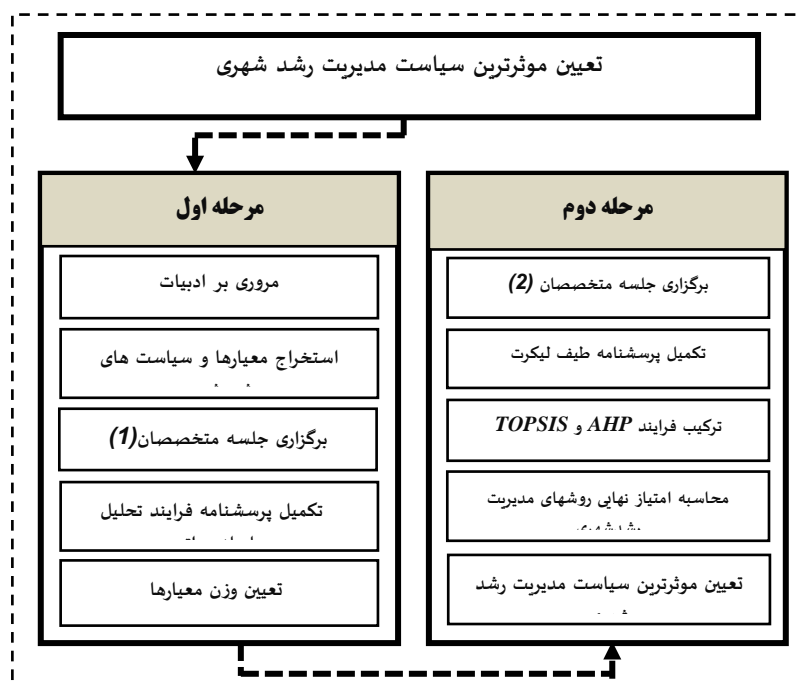 تعیین موثرترین سیاست مدیریت رشد شهری
مرحله اول
مروری بر ادبیات
استخراج معیارها و سیاست های
برگزاری جلسه متخصصان(1)
تکمیل پرسشنامه فرایند تحلیل
تعیین وزن معیارها
مرحله دوم
برگزاری جلسه متخصصان (2)
تکمیل پرسشنامه طیف لیکرت
ترکیب فرایند AHP و TOPSIS
محاسبه امتیاز نهایی روشهای مدیریت
رشدشهری
تعیین موثرترین سیاست مدیریت رشد